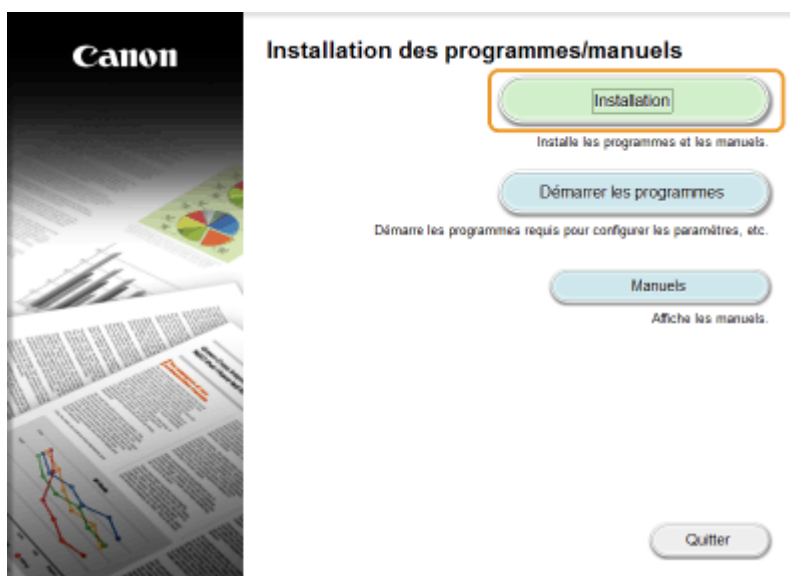 Canon
Installation des programmes/manuels
Installation
Installe les programmes et les manuels.
Démarrer les programmes
Démarre les programmes requis pour configurer les paramètres, etc.
Manuels
Affiche les manuels.
Quitter